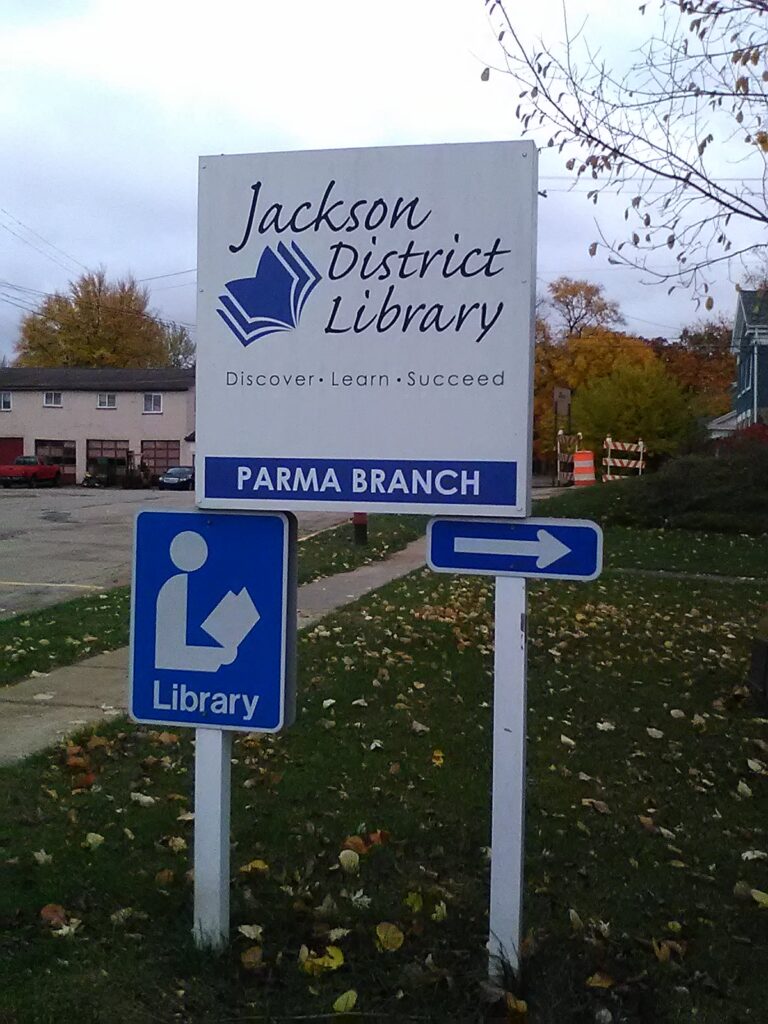 Jackson
District
Library
Discover • Learn • Succeed
PARMA BRANCH
Library